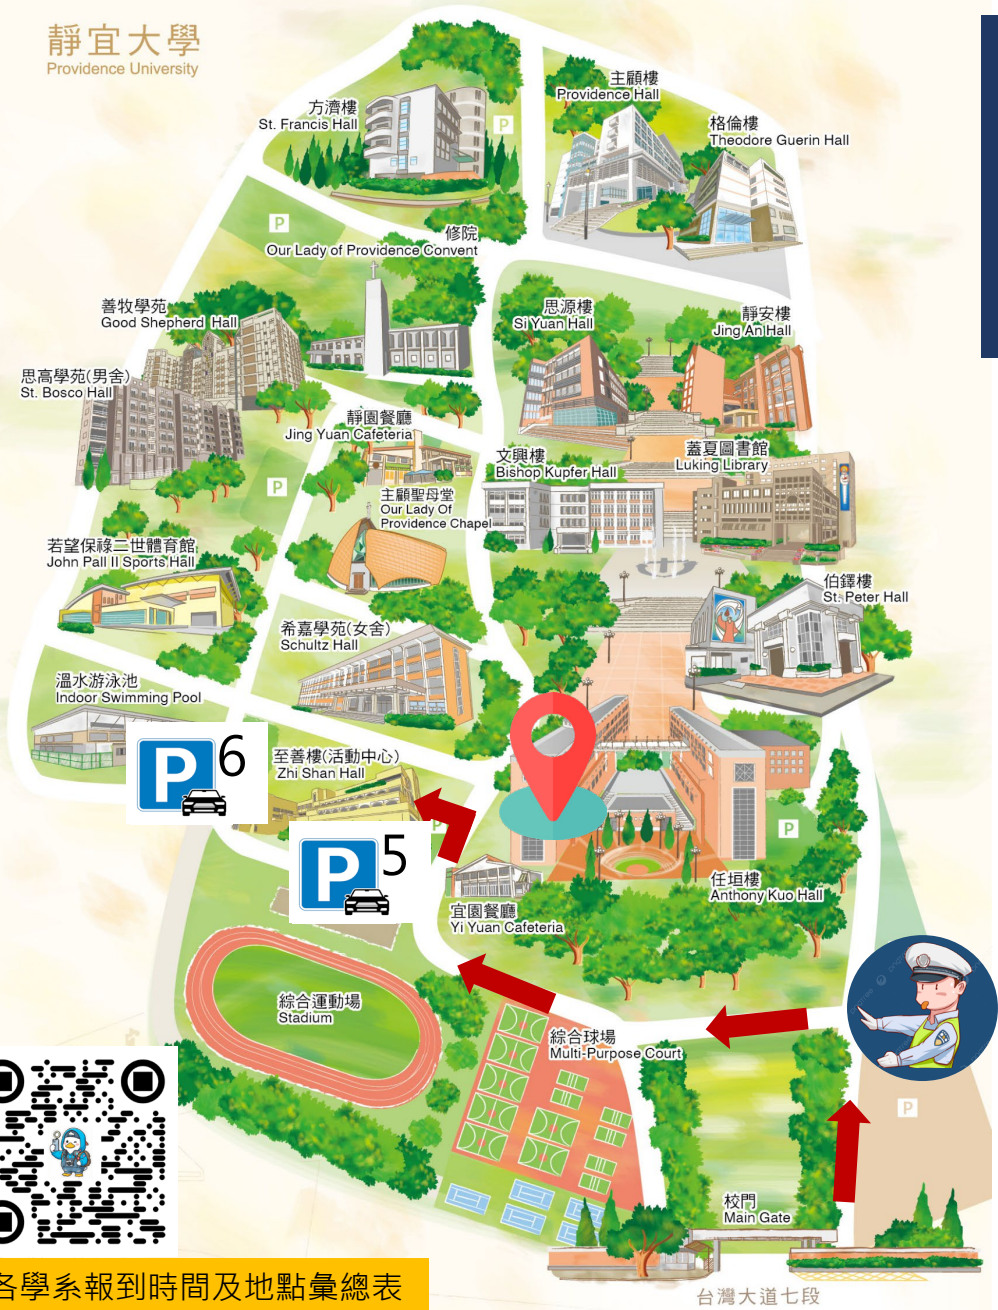 靜宜大學
Providence University
主顧樓
Providence Hall
方濟樓
St. Francis Hall
P
格倫樓
Theodore Guerin Hall
P
修院
Our Lady of Providence Convent
善牧學苑
Good Shepherd Hall
思源樓
Si Yuan Hall
靜安樓
Jing An Hall
思高學苑(男舍)
St. Bosco Hall
靜園餐廳
Jing Yuan Cafeteria
文興樓
Bishop Kupfer Hall
蓋夏圖書館
Luking Library
P
主顧聖母堂
Our Lady Of
Providence Chapel
若望保祿二世體育館
John Pall II Sports Hall
伯鐸樓
St. Peter Hall
希嘉學苑(女舍)
Schultz Hall
溫水游泳池
Indoor Swimming Pool
P 6
至善樓(活動中心)
Zhi Shan Hall
P
P
P 5
任垣樓
Anthony Kuo Hall
宜園餐廳
Yi Yuan Cafeteria
綜合運動場
Stadium
綜合球場
Multi-Purpose Court
P
校門
Main Gate
各學系報到時間及地點彙總表
台灣大道七段